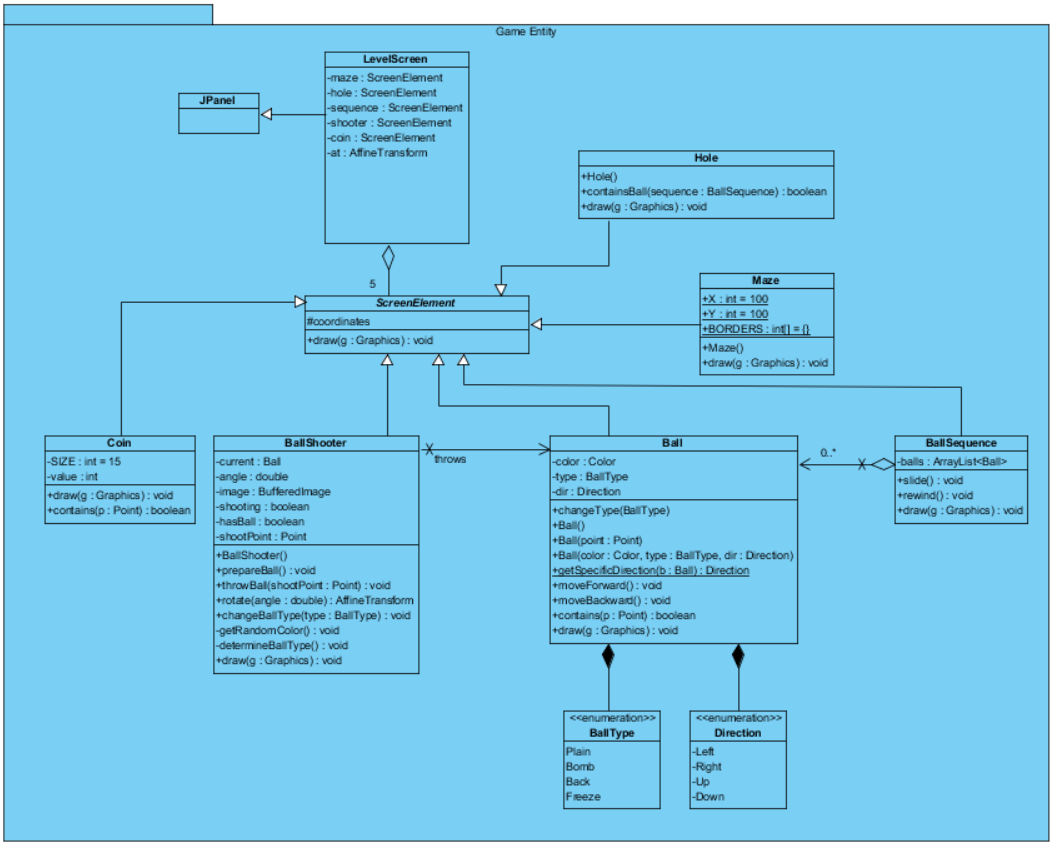 Game Entity
LevelScreen
-maze : ScreenElement
-hole : ScreenElement
-sequence : ScreenElement
-shooter : ScreenElement
-coin : ScreenElement
-at : AffineTransform
JPanel
Hole
+Hole()
+containsBall(sequence : BallSequence) : boolean
+draw(g : Graphics) : void
5
ScreenElement
#coordinates
+draw(g : Graphics) : void
Maze
+X : int = 100
+Y : int = 100
+BORDERS : int[] = {}
+Maze()
+draw(g : Graphics) : void
Coin
-SIZE : int = 15
-value : int
+draw(g : Graphics) : void
+contains(p : Point) : boolean
BallShooter
-current : Ball
-angle : double
-image : BufferedImage
-shooting : boolean
-hasBall : boolean
-shootPoint : Point
+BallShooter()
+prepareBall() : void
+throwBall(shootPoint : Point) : void
+rotate(angle : double) : AffineTransform
+changeBallType(type : BallType) : void
-getRandomColor() : void
-determineBallType() : void
+draw(g : Graphics) : void
throws
Ball
-color : Color
-type : BallType
-dir : Direction
+changeType(BallType)
+Ball()
+Ball(point : Point)
+Ball(color : Color, type : BallType, dir : Direction)
+getSpecificDirection(b : Ball) : Direction
+moveForward() : void
+moveBackward() : void
+contains(p : Point) : boolean
+draw(g : Graphics) : void
0..*
BallSequence
-balls : ArrayList<Ball>
+slide() : void
+rewind() : void
+draw(g : Graphics) : void
<<enumeration>>
BallType
Plain
Bomb
Back
Freeze
<<enumeration>>
Direction
-Left
-Right
-Up
-Down